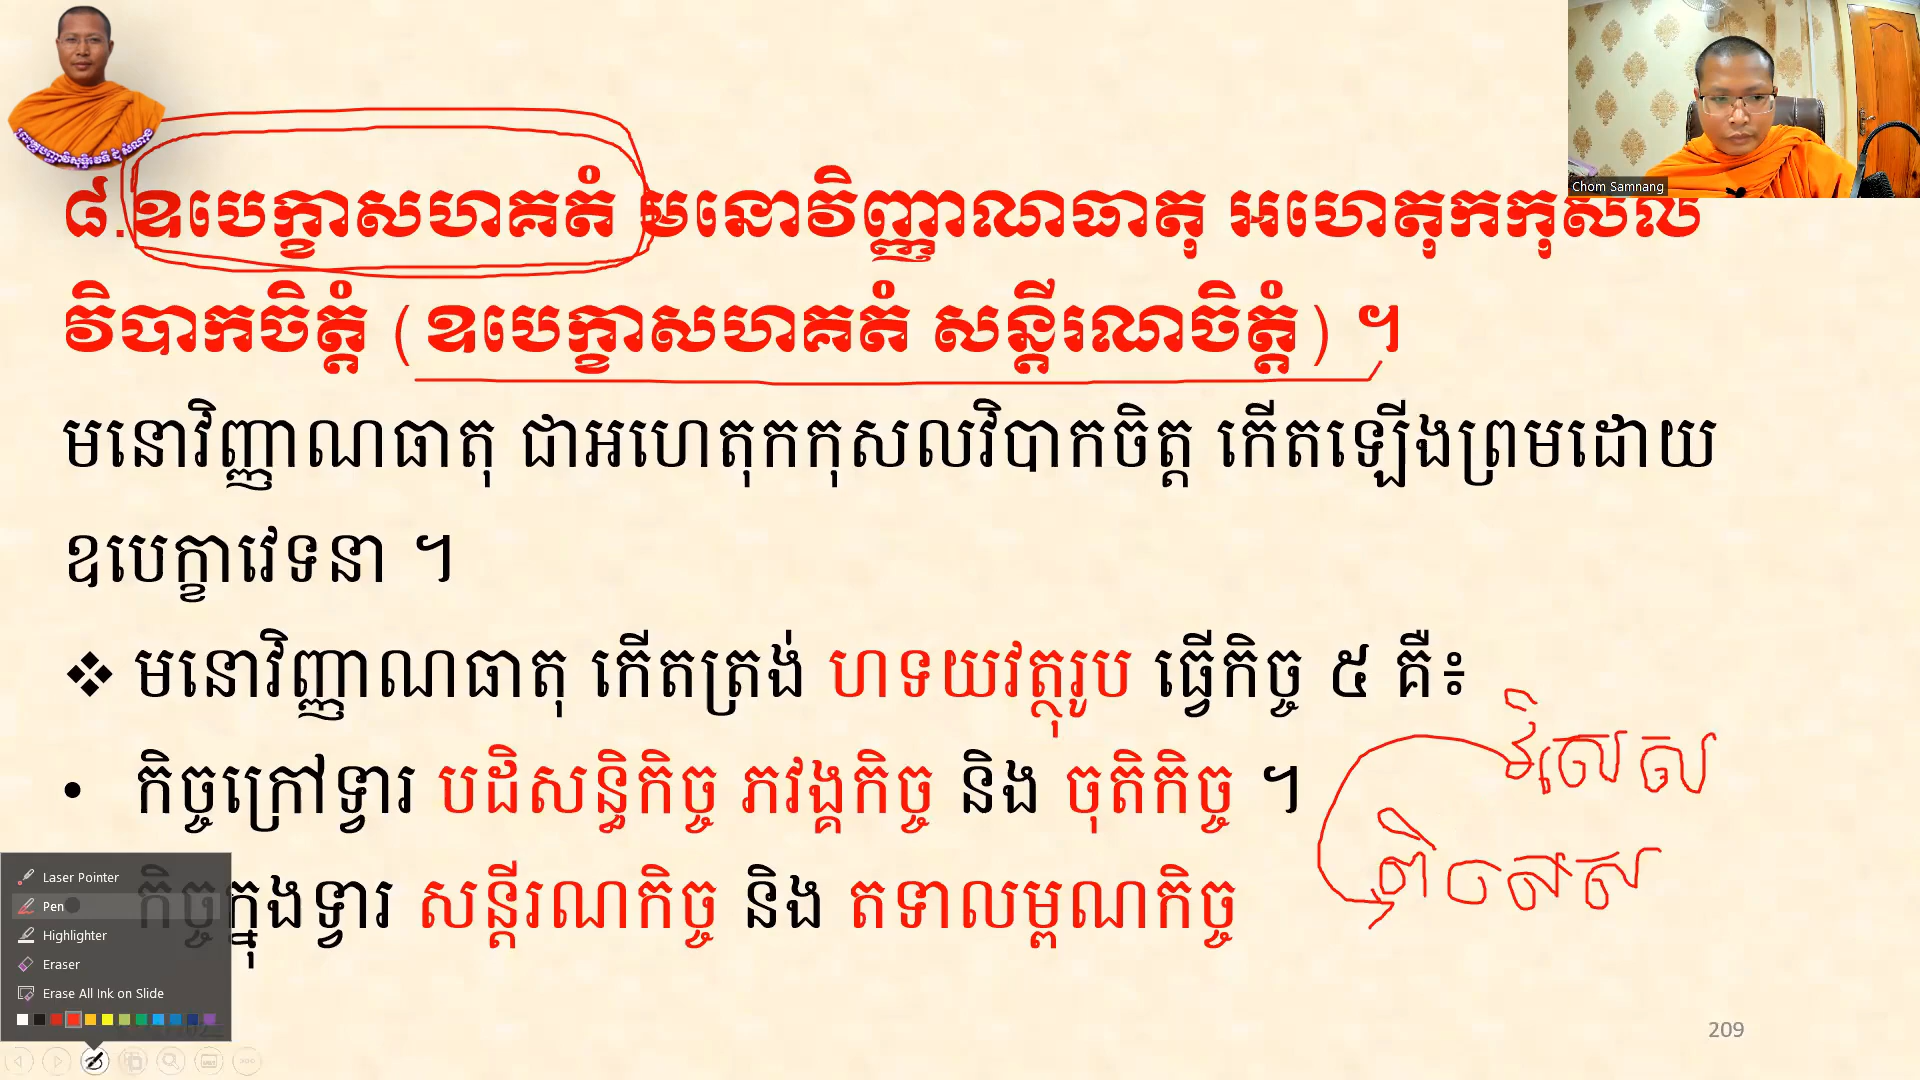 Chom Samnang
៨.ឧបេក្ខាសហគតំ មនោវិញ្ញាណធាតុ អហេតុកកុសល
វិបាកចិត្តំ (ឧបេក្ខាសហគតំ សន្តីរណចិត្តំ) ។
មនោវិញ្ញាណធាតុ ជាអហេតុកកុសលវិបាកចិត្ត កើតឡើងព្រមដោយ
ឧបេក្ខាវេទនា ។
❖ មនោវិញ្ញាណធាតុ កើតត្រង់ ហទយវត្ថុរូប ធ្វើកិច្ច ៥ គឺ៖
• កិច្ចក្រៅទ្វារ បដិសន្ធិកិច្ច ភវង្គកិច្ច និង ចុតិកិច្ច ។
កិច្ចក្នុងទ្វារ សន្តីរណកិច្ច និង តទាលម្ពណកិច្ច
វិសេស
Laser Pointer
Pen
Highlighter
Eraser
Erase All Ink on Slide
209